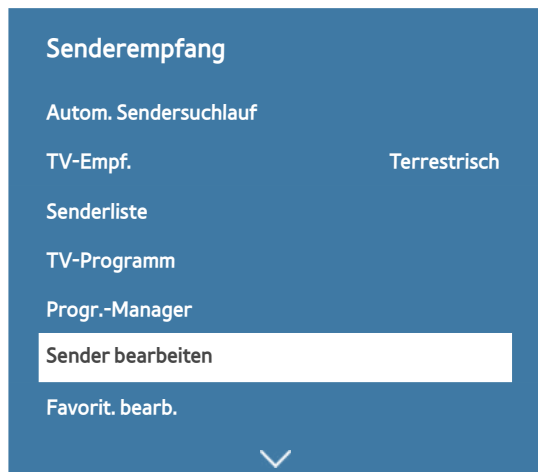 Senderempfang
Autom. Sendersuchlauf
TV-Empf. Terrestrisch
Senderliste
TV-Programm
Progr.-Manager
Sender bearbeiten
Favorit. bearb.